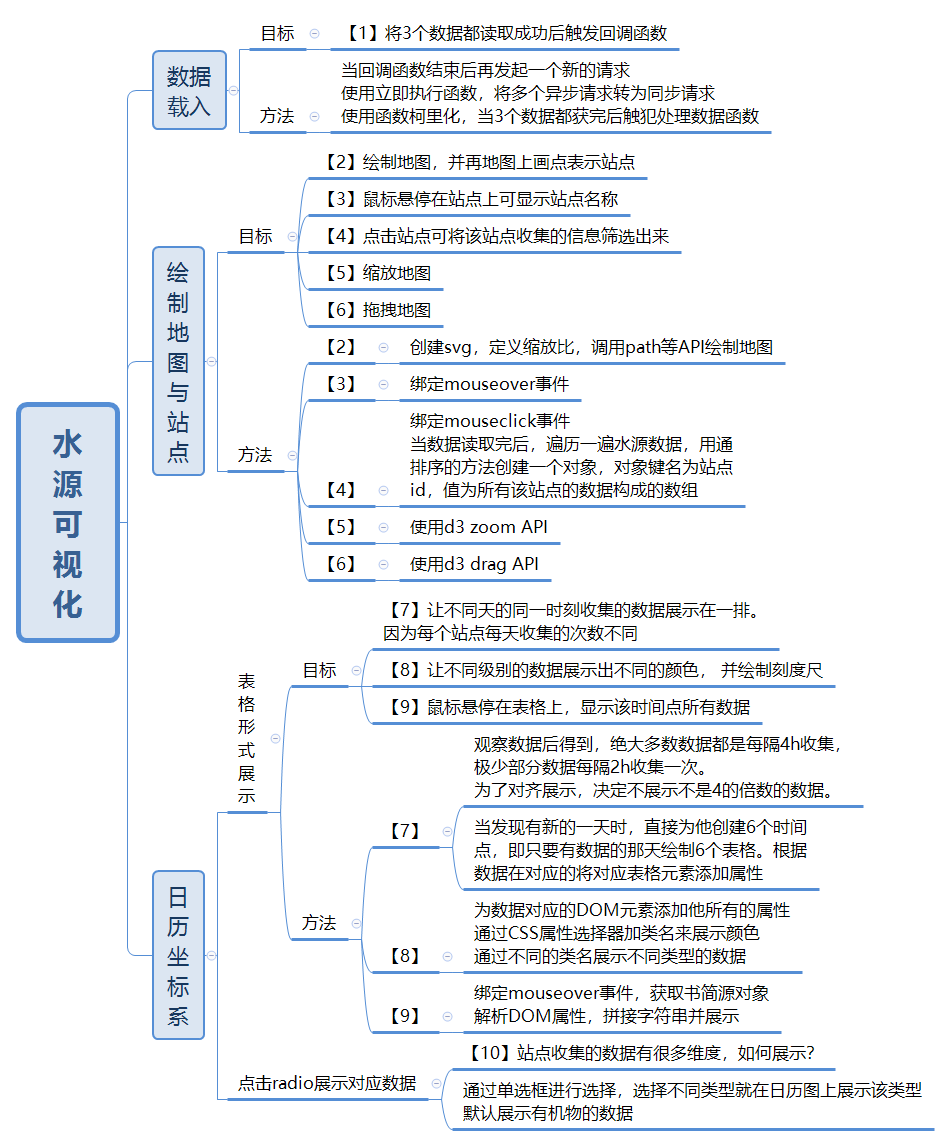 水源可视化
数据
载入
目标
【1】将3个数据都读取成功后触发回调函数
方法
当回调函数结束后再发起一个新的请求
使用立即执行函数，将多个异步请求转为同步请求
使用函数柯里化，当3个数据都获完后触犯处理数据函数
绘制地图与站点
目标
【2】绘制地图，并再地图上画点表示站点
【3】鼠标悬停在站点上可显示站点名称
【4】点击站点可将该站点收集的信息筛选出来
【5】缩放地图
【6】拖拽地图
方法
【2】
创建svg，定义缩放比，调用path等API绘制地图
【3】
绑定mouseover事件
【4】
绑定mouseclick事件
当数据读取完后，遍历一遍水源数据，用通
排序的方法创建一个对象，对象键名为站点
id，值为所有该站点的数据构成的数组
【5】
使用d3 zoom API
【6】
使用d3 drag API
日历坐标系
表格形式展示
目标
【7】让不同天的同一时刻收集的数据展示在一排。
因为每个站点每天收集的次数不同
【8】让不同级别的数据展示出不同的颜色， 并绘制刻度尺
【9】鼠标悬停在表格上，显示该时间点所有数据
方法
【7】
观察数据后得到，绝大多数数据都是每隔4h收集，
极少部分数据每隔2h收集一次。
为了对齐展示，决定不展示不是4的倍数的数据。
当发现有新的一天时，直接为他创建6个时间
点，即只要有数据的那天绘制6个表格。根据
数据在对应的将对应表格元素添加属性
【8】
为数据对应的DOM元素添加他所有的属性
通过CSS属性选择器加类名来展示颜色
通过不同的类名展示不同类型的数据
【9】
绑定mouseover事件，获取书简源对象
解析DOM属性，拼接字符串并展示
点击radio展示对应数据
【10】站点收集的数据有很多维度，如何展示？
通过单选框进行选择，选择不同类型就在日历图上展示该类型
默认展示有机物的数据